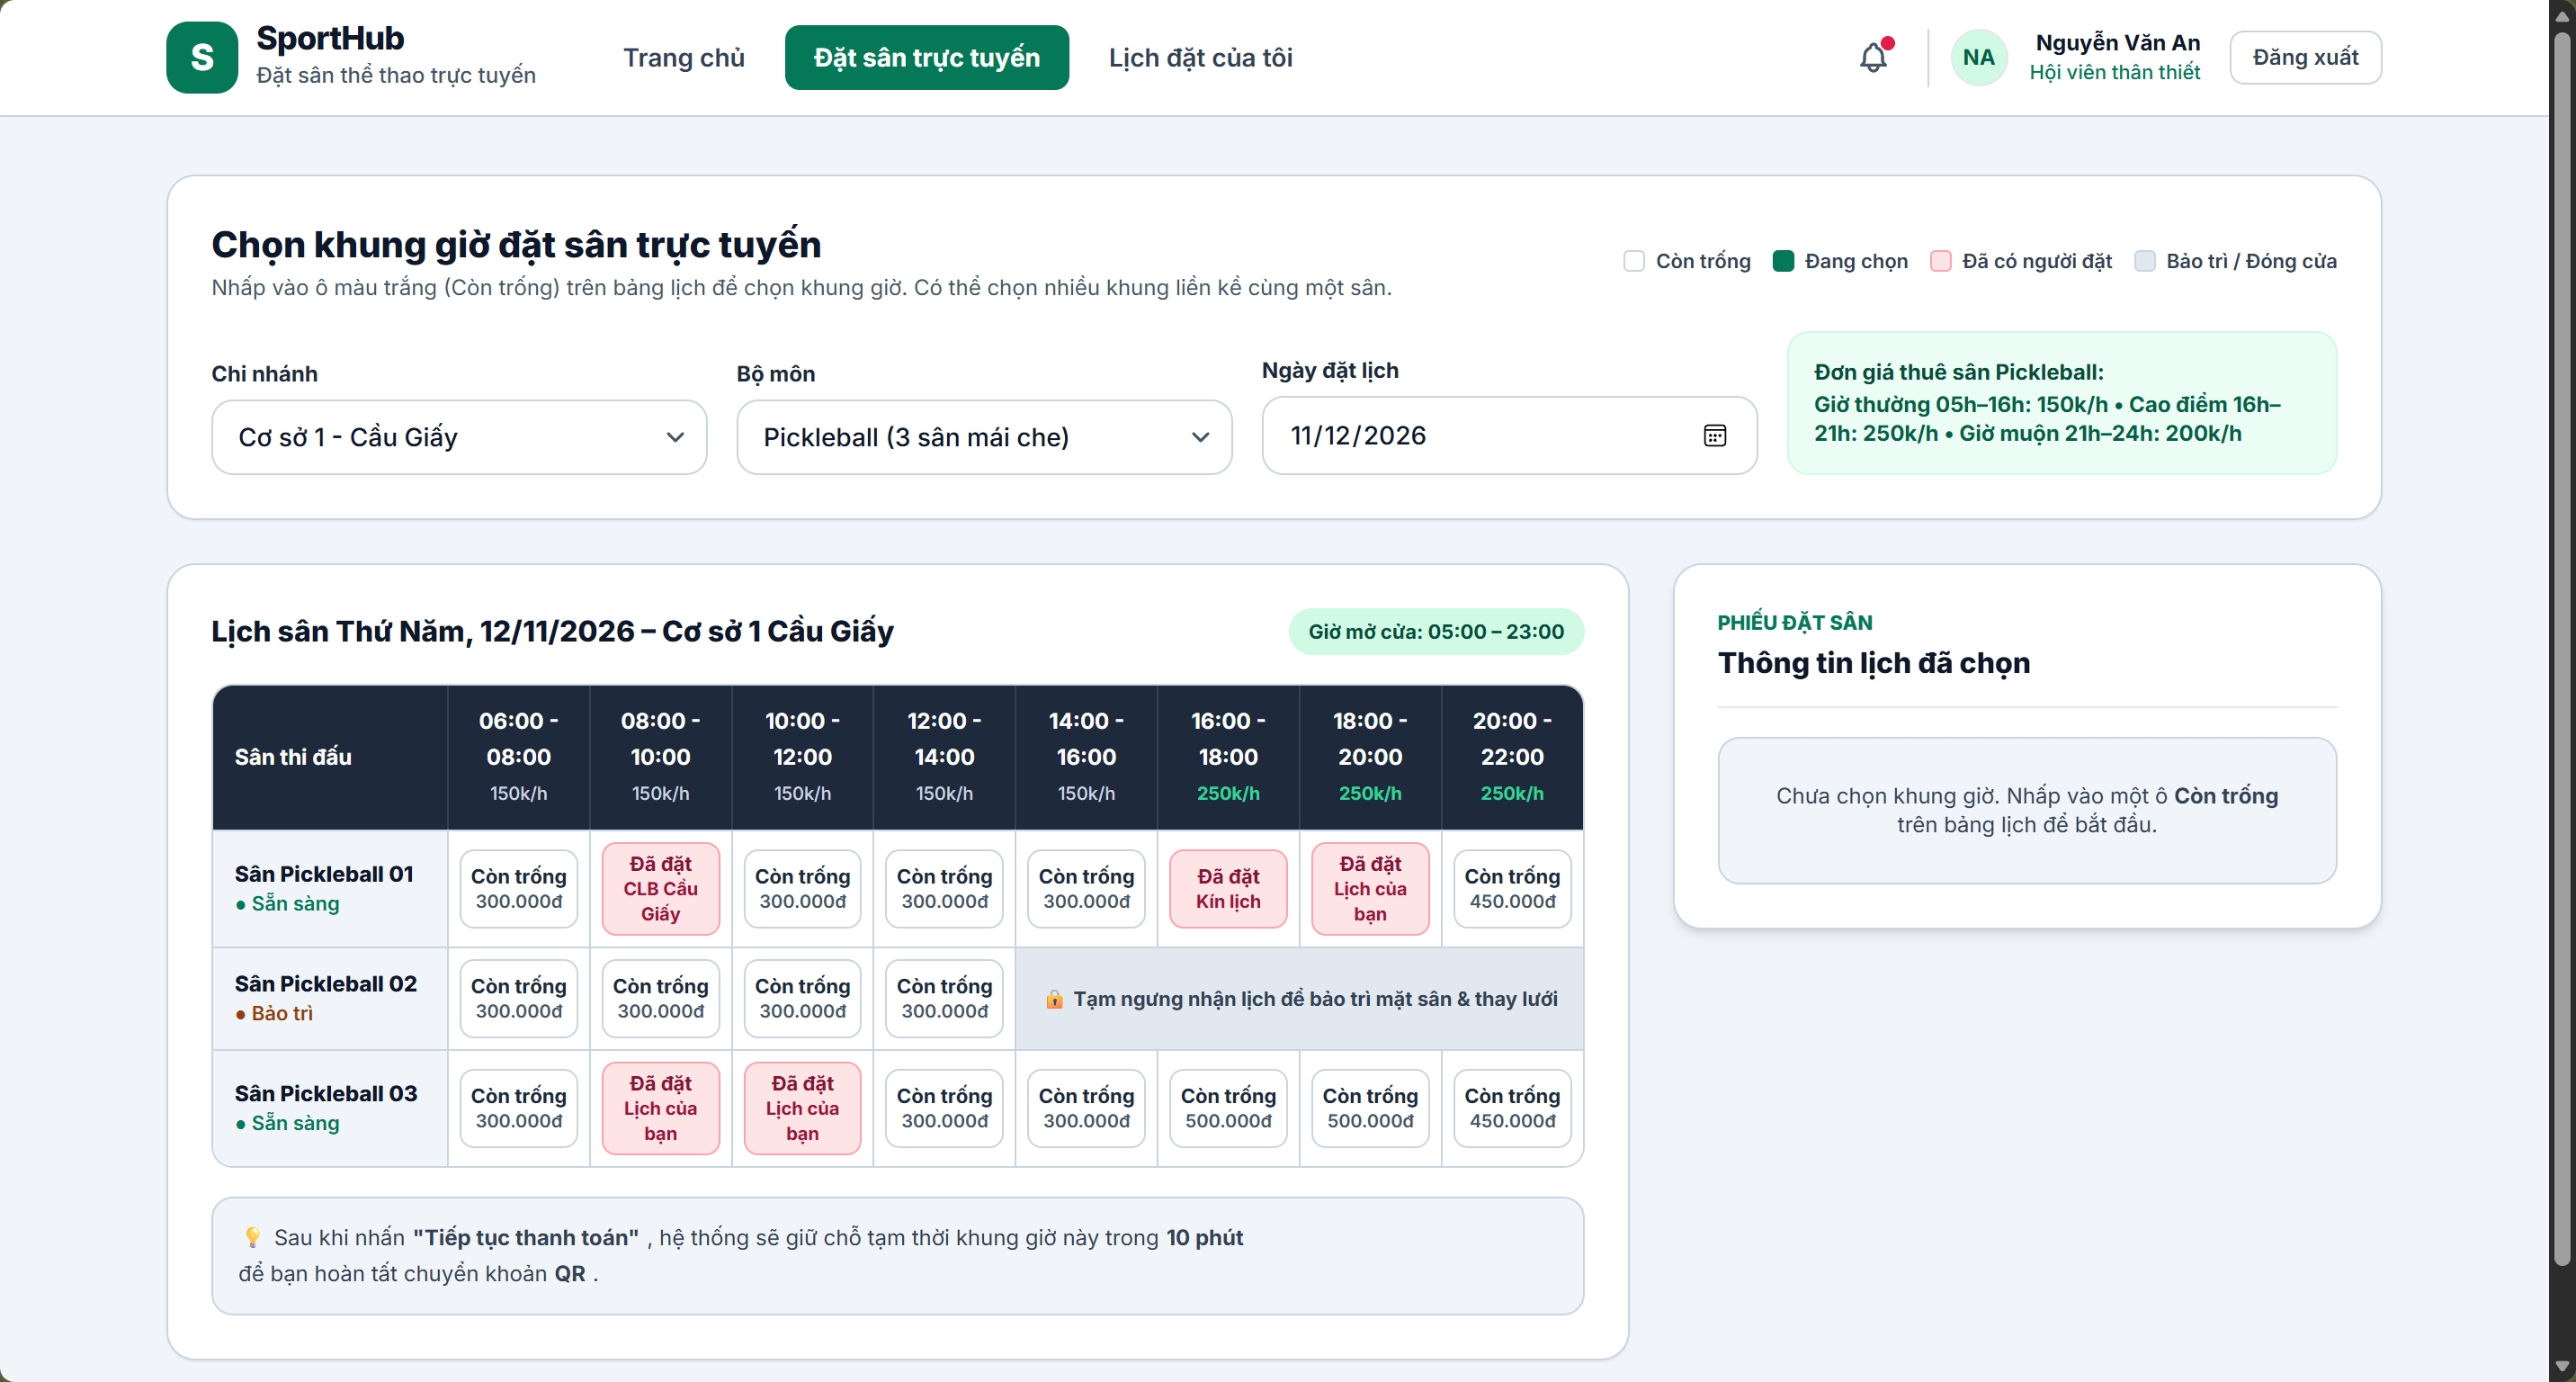 S
SportHub
Đặt sân thể thao trực tuyến
Trang chủ
Đặt sân trực tuyến
Lịch đặt của tôi
NA
Nguyễn Văn An
Hội viên thân thiết
Đăng xuất
Chọn khung giờ đặt sân trực tuyến
Nhấp vào ô màu trắng (Còn trống) trên bảng lịch để chọn khung giờ. Có thể chọn nhiều khung liền kề cùng một sân.
Còn trống
Đang chọn
Đã có người đặt
Bảo trì / Đóng cửa
Chi nhánh
Cơ sở 1 - Cầu Giấy
Bộ môn
Pickleball (3 sân mái che)
Ngày đặt lịch
11/12/2026
Đơn giá thuê sân Pickleball:
Giờ thường 05h–16h: 150k/h • Cao điểm 16h–
21h: 250k/h • Giờ muộn 21h–24h: 200k/h
Lịch sân Thứ Năm, 12/11/2026 – Cơ sở 1 Cầu Giấy
Giờ mở cửa: 05:00 – 23:00
Sân thi đấu
06:00 -
08:00
150k/h
08:00 -
10:00
150k/h
10:00 -
12:00
150k/h
12:00 -
14:00
150k/h
14:00 -
16:00
150k/h
16:00 -
18:00
250k/h
18:00 -
20:00
250k/h
20:00 -
22:00
250k/h
Sân Pickleball 01
● Sẵn sàng
Còn trống
300.000đ
Đã đặt
CLB Cầu
Giấy
Còn trống
300.000đ
Còn trống
300.000đ
Còn trống
300.000đ
Đã đặt
Kín lịch
Đã đặt
Lịch của
bạn
Còn trống
450.000đ
Sân Pickleball 02
● Bảo trì
Còn trống
300.000đ
Còn trống
300.000đ
Còn trống
300.000đ
Còn trống
300.000đ
🔒 Tạm ngưng nhận lịch để bảo trì mặt sân & thay lưới
Sân Pickleball 03
● Sẵn sàng
Còn trống
300.000đ
Đã đặt
Lịch của
bạn
Đã đặt
Lịch của
bạn
Còn trống
300.000đ
Còn trống
300.000đ
Còn trống
500.000đ
Còn trống
500.000đ
Còn trống
450.000đ
💡 Sau khi nhấn "Tiếp tục thanh toán" , hệ thống sẽ giữ chỗ tạm thời khung giờ này trong 10 phút
để bạn hoàn tất chuyển khoản QR .
PHIẾU ĐẶT SÂN
Thông tin lịch đã chọn
Chưa chọn khung giờ. Nhấp vào một ô Còn trống
trên bảng lịch để bắt đầu.